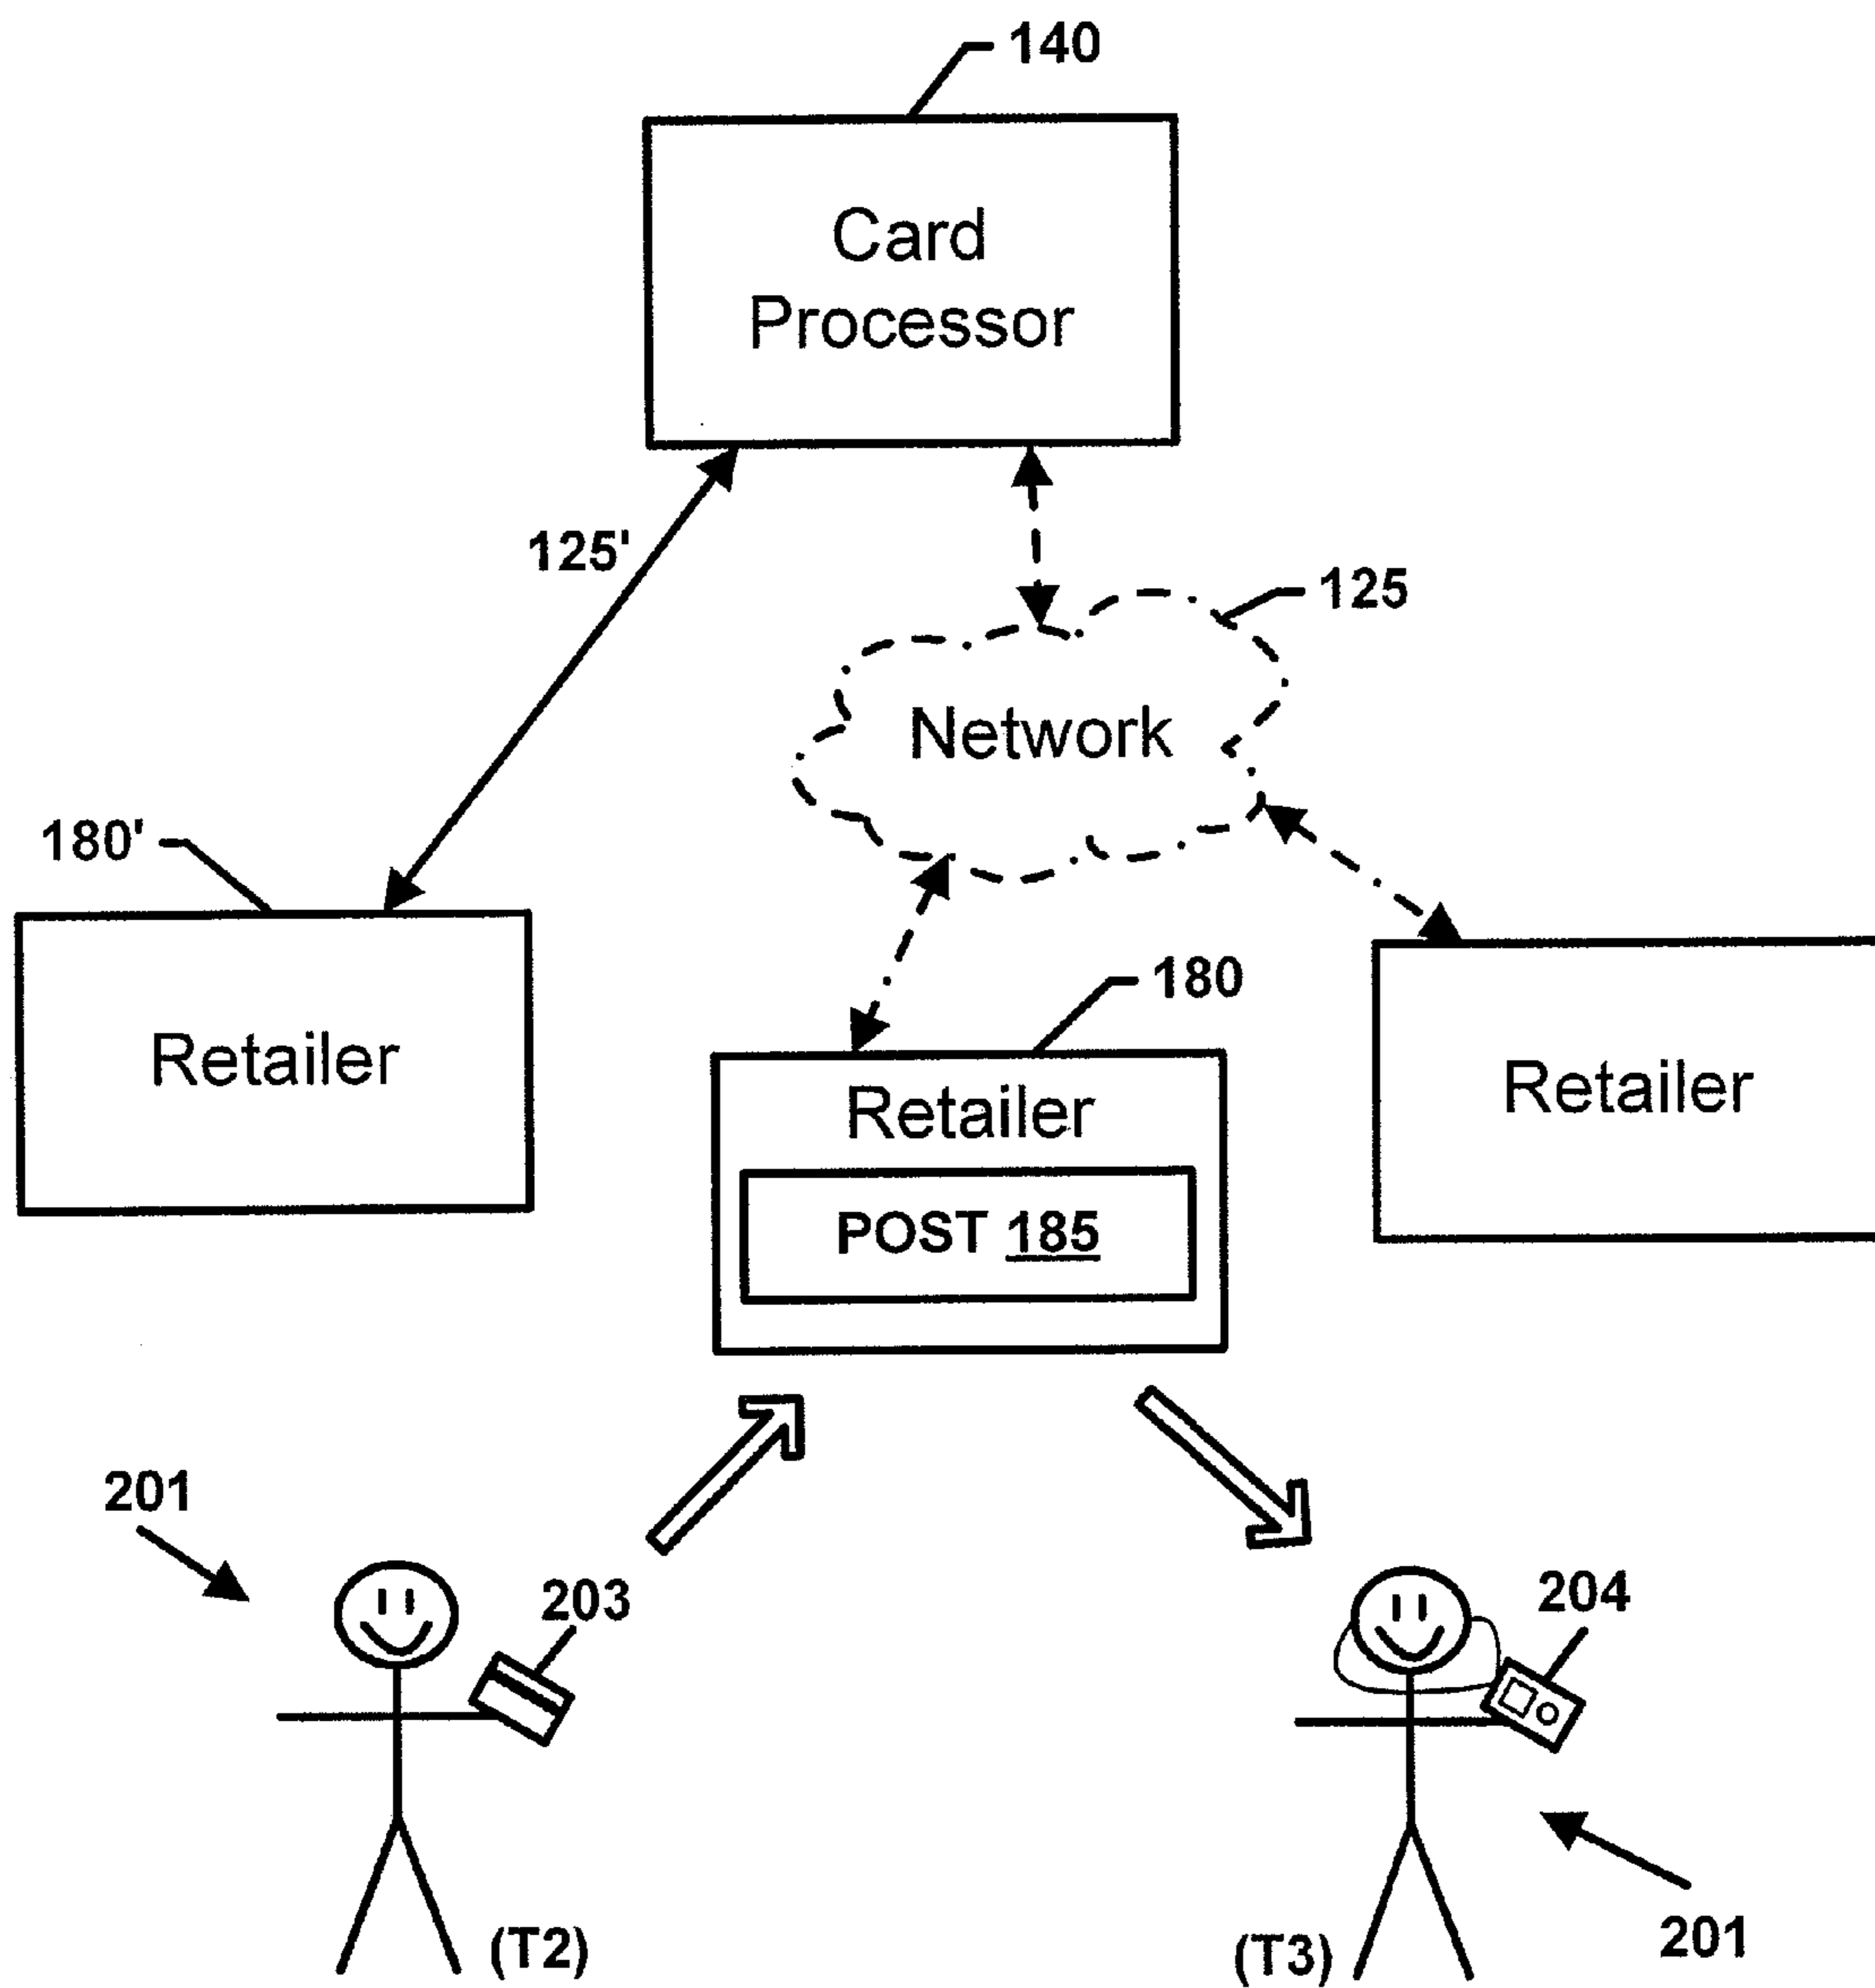 140
Card
Processor
125'
125
Network
180'
180
Retailer
Retailer
Retailer
POST 185
201
203
204
(T2)
(T3)
201